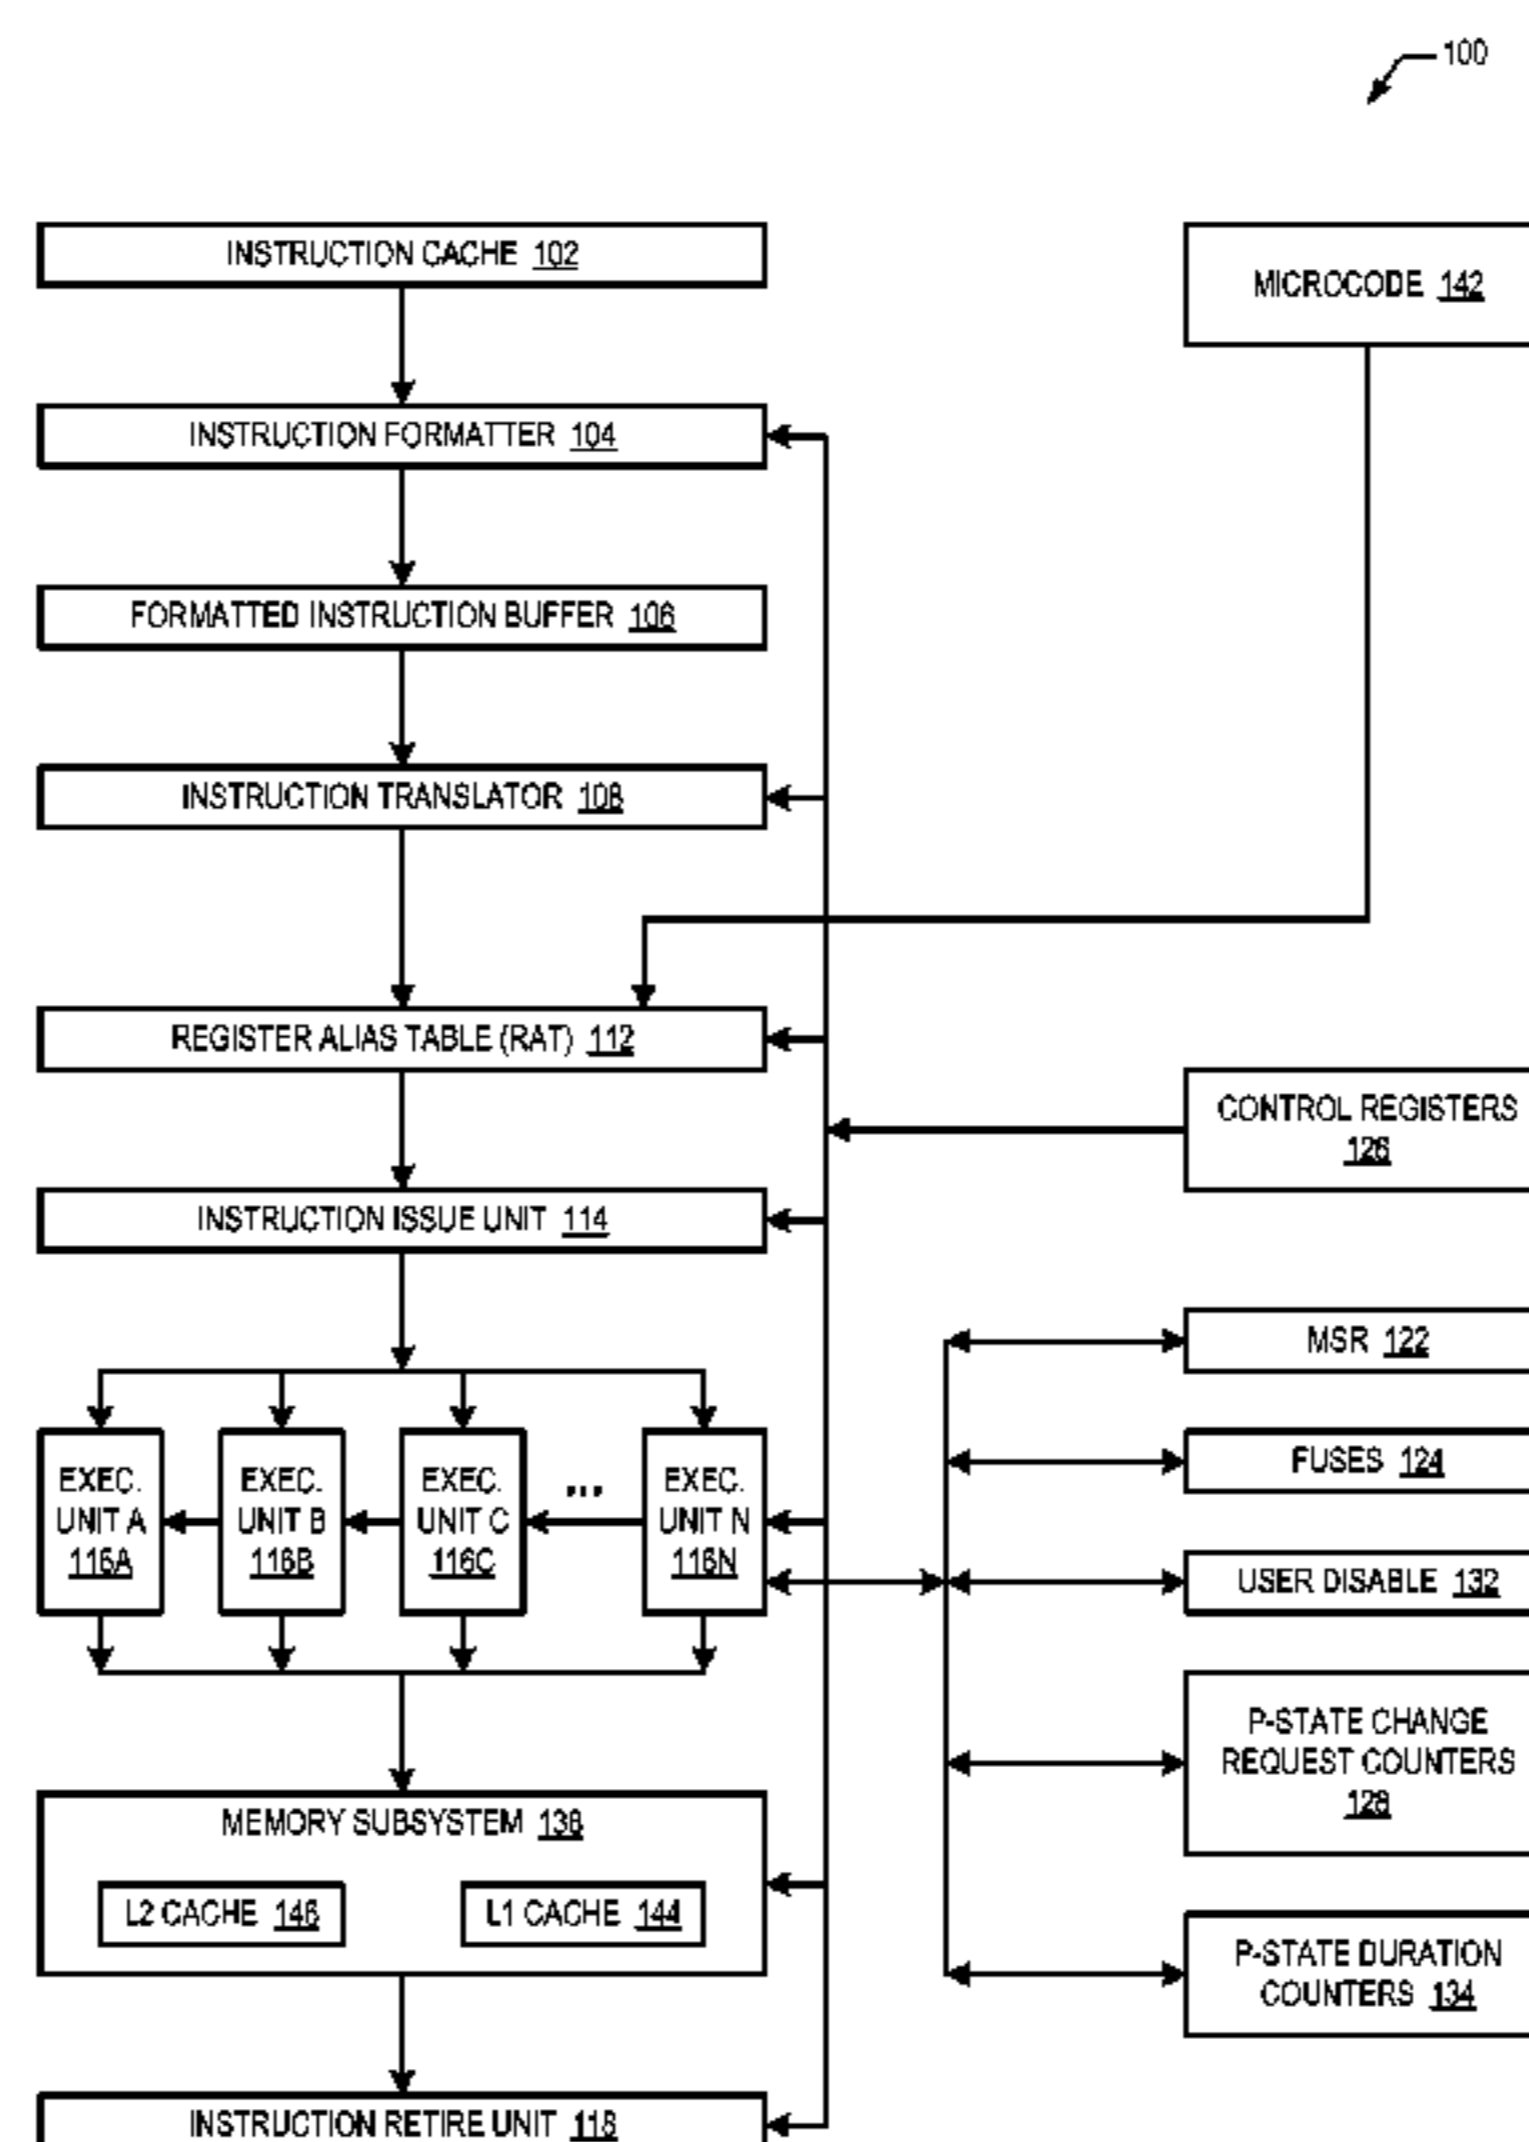 100
INSTRUCTION CACHE 102
MICROCODE 142
INSTRUCTION FORMATTER 104
FORMATTED INSTRUCTION BUFFER 106
INSTRUCTION TRANSLATOR 108
REGISTER ALIAS TABLE (RAT) 112
CONTROL REGISTERS
126
INSTRUCTION ISSUE UNIT 114
MSR 122
FUSES 124
EXEC.
UNIT A
116A
EXEC.
UNIT B
116B
EXEC.
UNIT C
116C
...
EXEC.
UNIT N
116N
USER DISABLE 132
P-STATE CHANGE
REQUEST COUNTERS
128
MEMORY SUBSYSTEM 138
L2 CACHE 146
L1 CACHE 144
P-STATE DURATION
COUNTERS 134
INSTRUCTION RETIRE UNIT 118